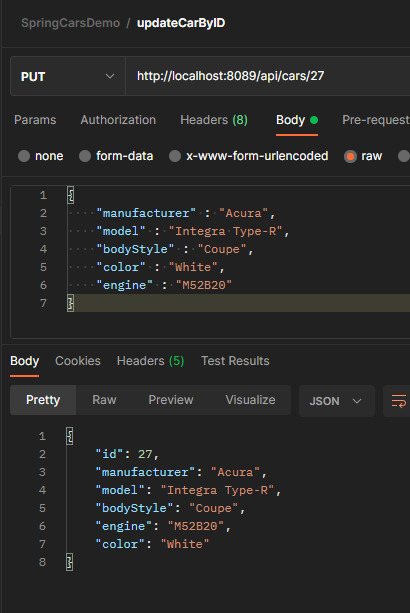 SpringCarsDemo / updateCarByID
PUT http://localhost:8089/api/cars/27
Params Authorization Headers (8) Body Pre-request
none form-data x-www-form-urlencoded raw
1 {
2 ····"manufacturer"·:·"Acura",
3 ····"model"·:·"Integra·Type-R",
4 ····"bodyStyle"·:·"Coupe",
5 ····"color"·:·"White",
6 ····"engine"·:·"M52B20"
7 }
Body Cookies Headers (5) Test Results
Pretty Raw Preview Visualize JSON
1 {
2 "id": 27,
3 "manufacturer": "Acura",
4 "model": "Integra Type-R",
5 "bodyStyle": "Coupe",
6 "engine": "M52B20",
7 "color": "White"
8 }